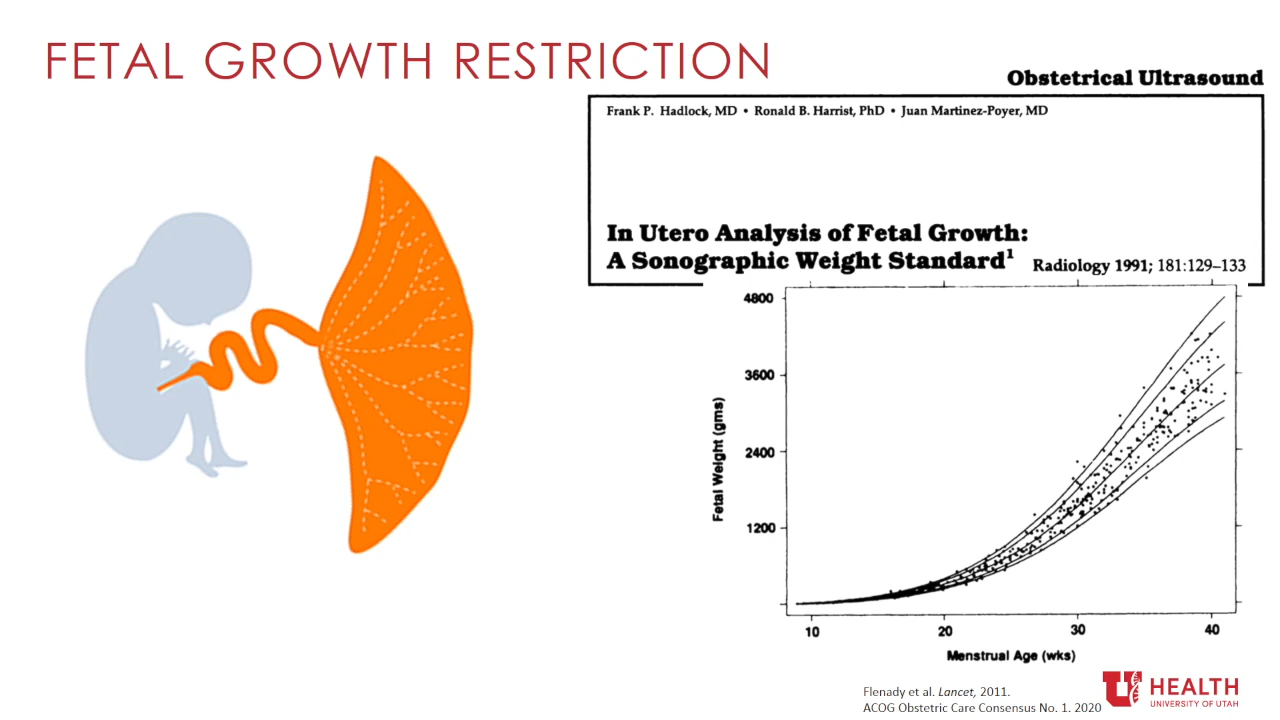 FETAL GROWTH RESTRICTION
Obstetrical Ultrasound
Frank P. Hadlock, MD • Ronald B. Harrist, PhD • Juan Martinez-Poyer, MD
In Utero Analysis of Fetal Growth:
A Sonographic Weight Standard¹
Radiology 1991; 181:129–133
4800
3600
2400
1200
Fetal Weight (gms)
10 20 30 40
Menstrual Age (wks)
Flenady et al. Lancet, 2011.
ACOG Obstetric Care Consensus No. 1. 2020
U HEALTH
UNIVERSITY OF UTAH